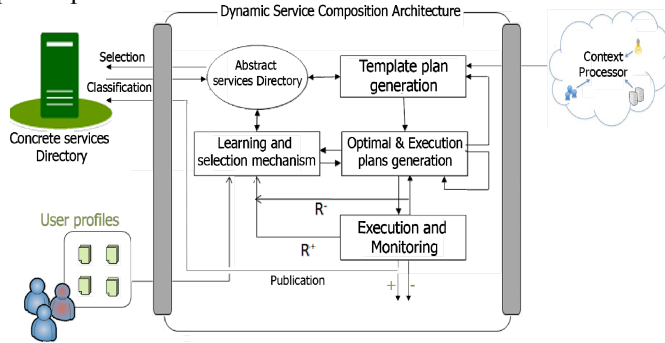 Dynamic Service Composition Architecture
Selection
Classification
Concrete services
Directory
Abstract
services Directory
Template plan
generation
Context
Processor
Learning and
selection mechanism
Optimal & Execution
plans generation
User profiles
R-
R+
Execution and
Monitoring
Publication
+ -